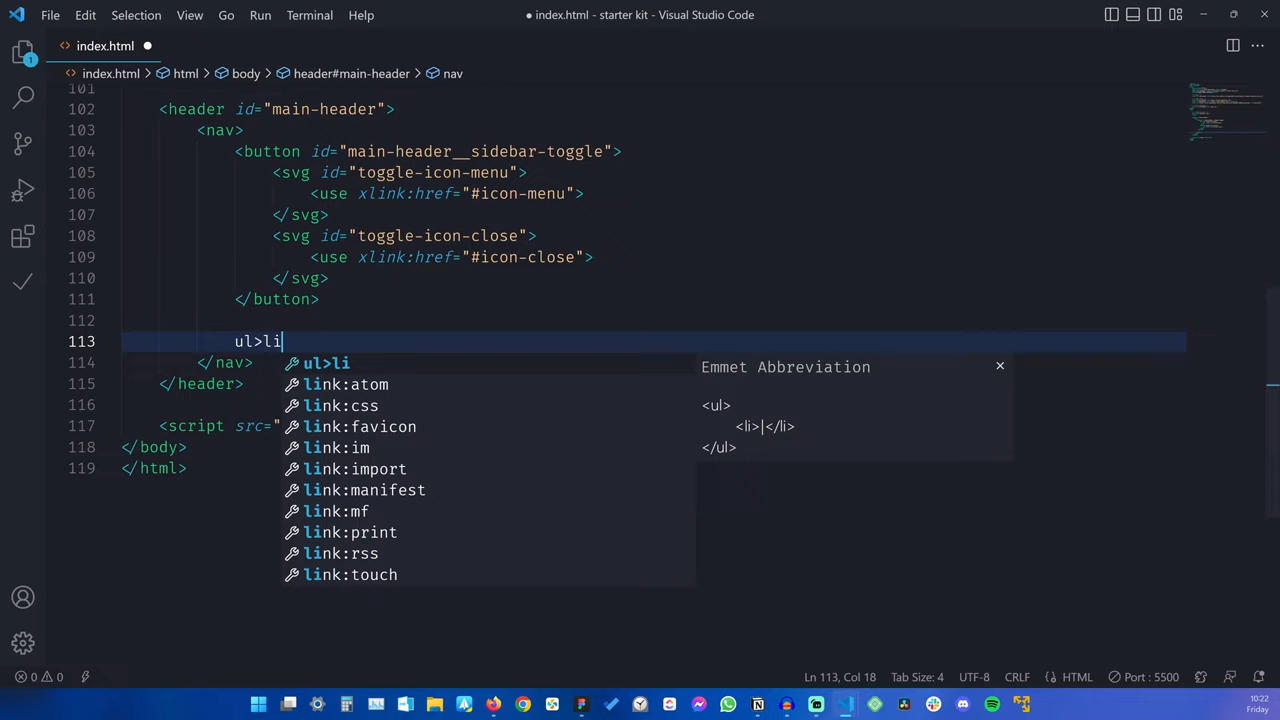 File Edit Selection View Go Run Terminal Help ● index.html - starter kit - Visual Studio Code
<> index.html ●
<> index.html > html > body > header#main-header > nav
101
102 <header id="main-header">
103 <nav>
104 <button id="main-header__sidebar-toggle">
105 <svg id="toggle-icon-menu">
106 <use xlink:href="#icon-menu">
107 </svg>
108 <svg id="toggle-icon-close">
109 <use xlink:href="#icon-close">
110 </svg>
111 </button>
112
113 ul>li
114 </nav>
115 </header>
116
117 <script src="
118 </body>
119 </html>
ul>li
link:atom
link:css
link:favicon
link:im
link:import
link:manifest
link:mf
link:print
link:rss
link:touch
Emmet Abbreviation
<ul>
<li>|</li>
</ul>
1
0 0 Ln 113, Col 18 Tab Size: 4 UTF-8 CRLF HTML Port : 5500
10:22
Friday